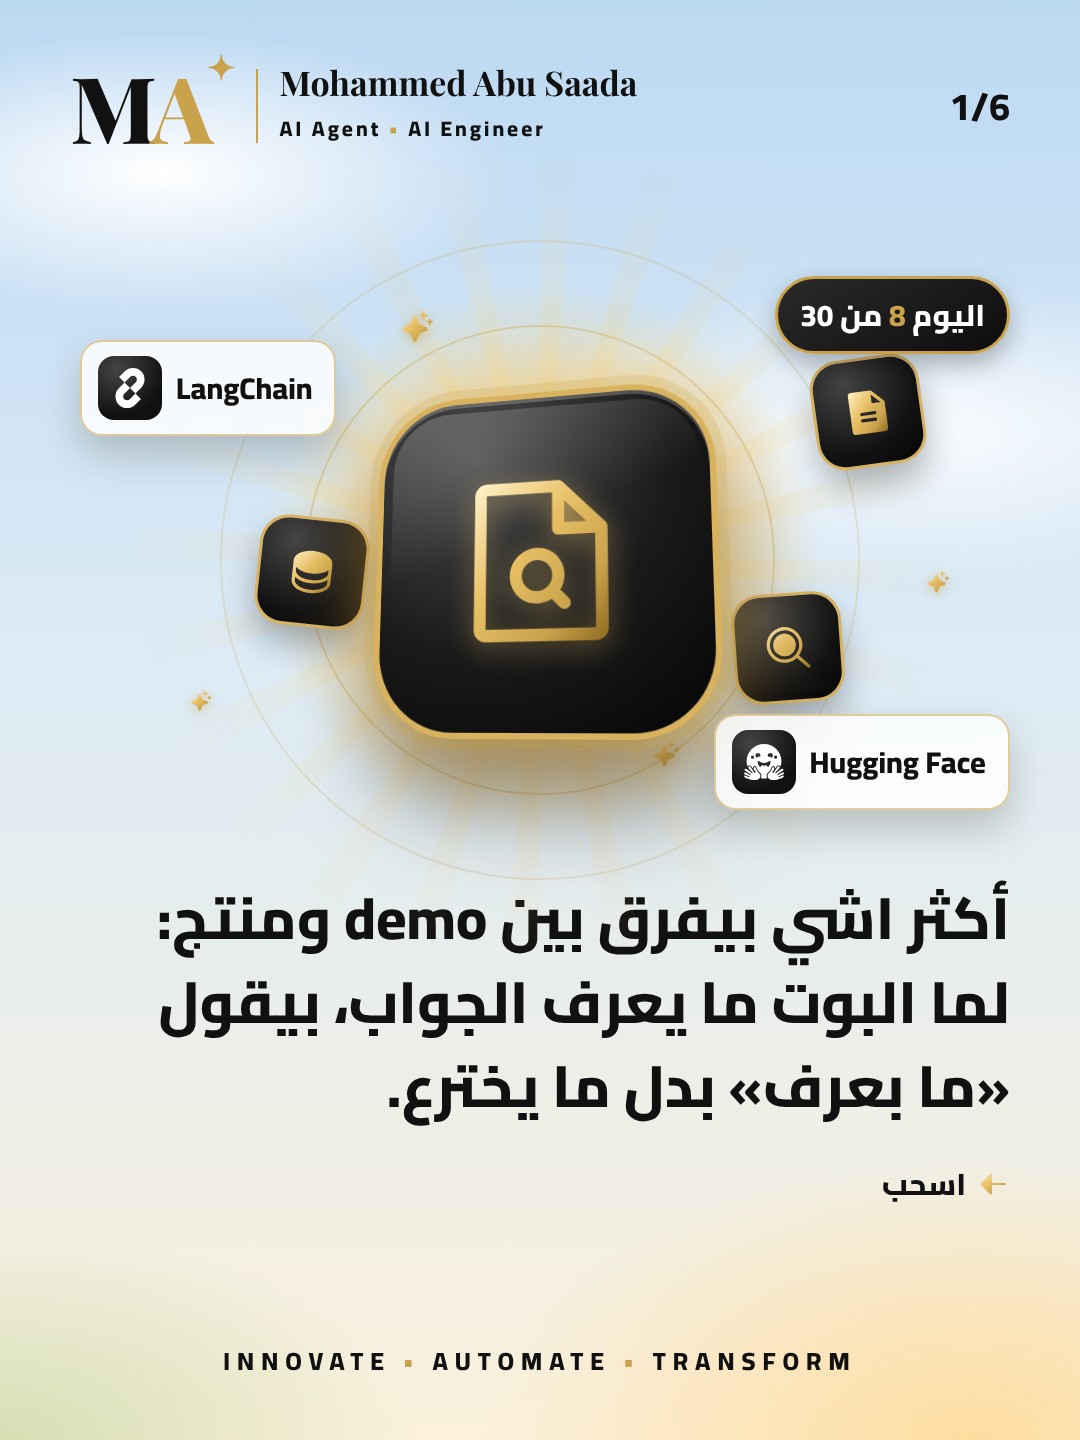 MA
Mohammed Abu Saada
AI Agent ▪ AI Engineer
1/6
اليوم 8 من 30
LangChain
Hugging Face
أكثر اشي بيفرق بين demo ومنتج:
لما البوت ما يعرف الجواب، بيقول
«ما بعرف» بدل ما يخترع.
اسحب
INNOVATE ▪ AUTOMATE ▪ TRANSFORM